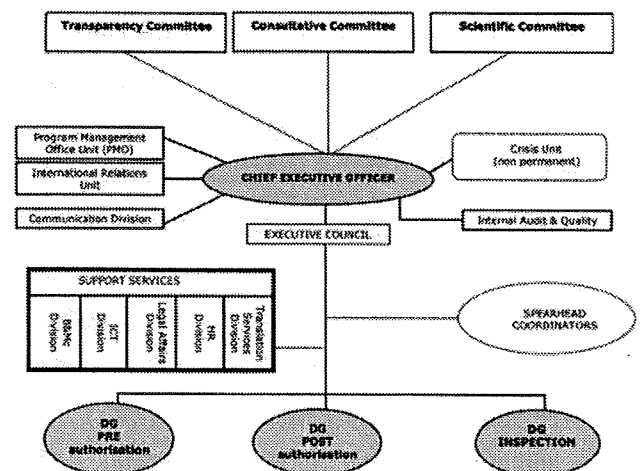 Transparency Committee
Consultative Committee
Scientific Committee
Program Management
Office Unit (PMO)
International Relations
Unit
Communication Division
CHIEF EXECUTIVE OFFICER
Crisis Unit
(non permanent)
Internal Audit & Quality
EXECUTIVE COUNCIL
SUPPORT SERVICES
Division
ICT
Division
Legal Affairs
Division
HR
Division
Translation
Services
Division
SPEARHEAD
COORDINATORS
DG
PRE
authorisation
DG
POST
authorisation
DG
INSPECTION